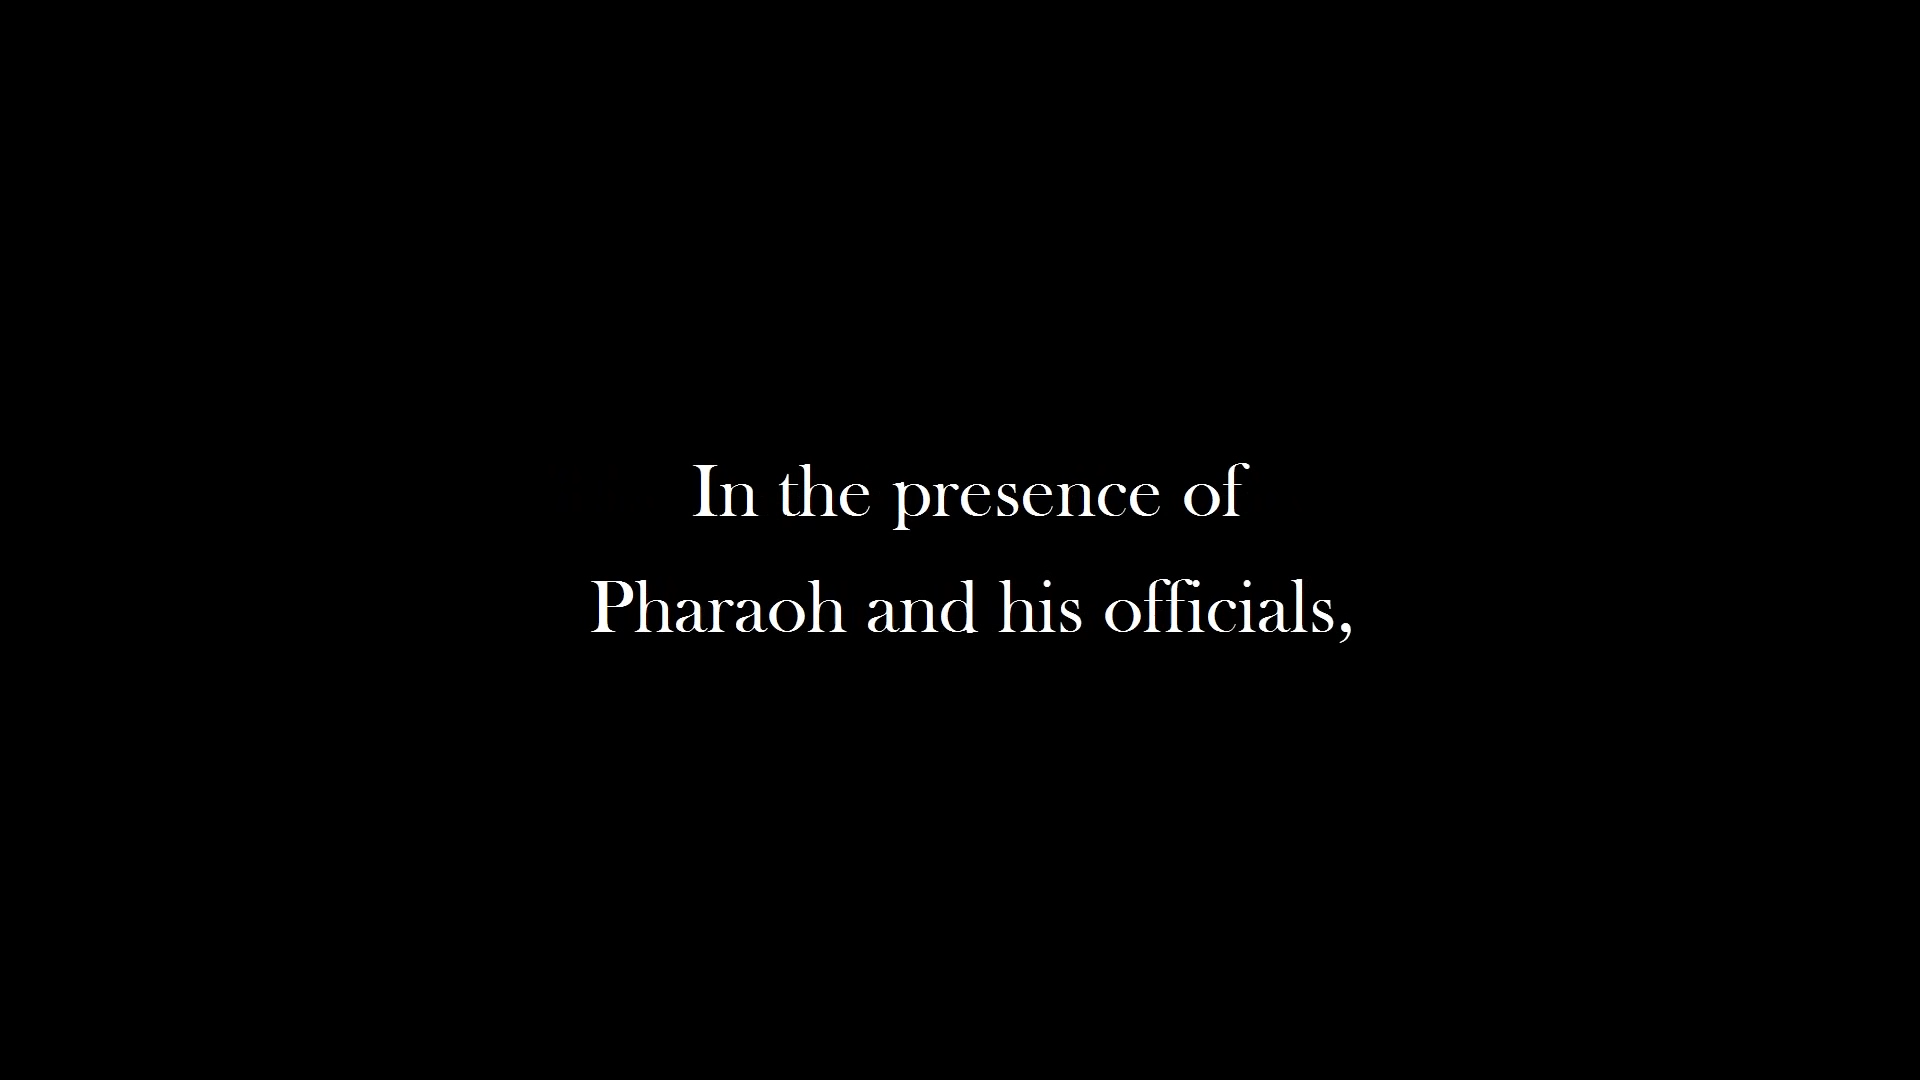 In the presence of
Pharaoh and his officials,